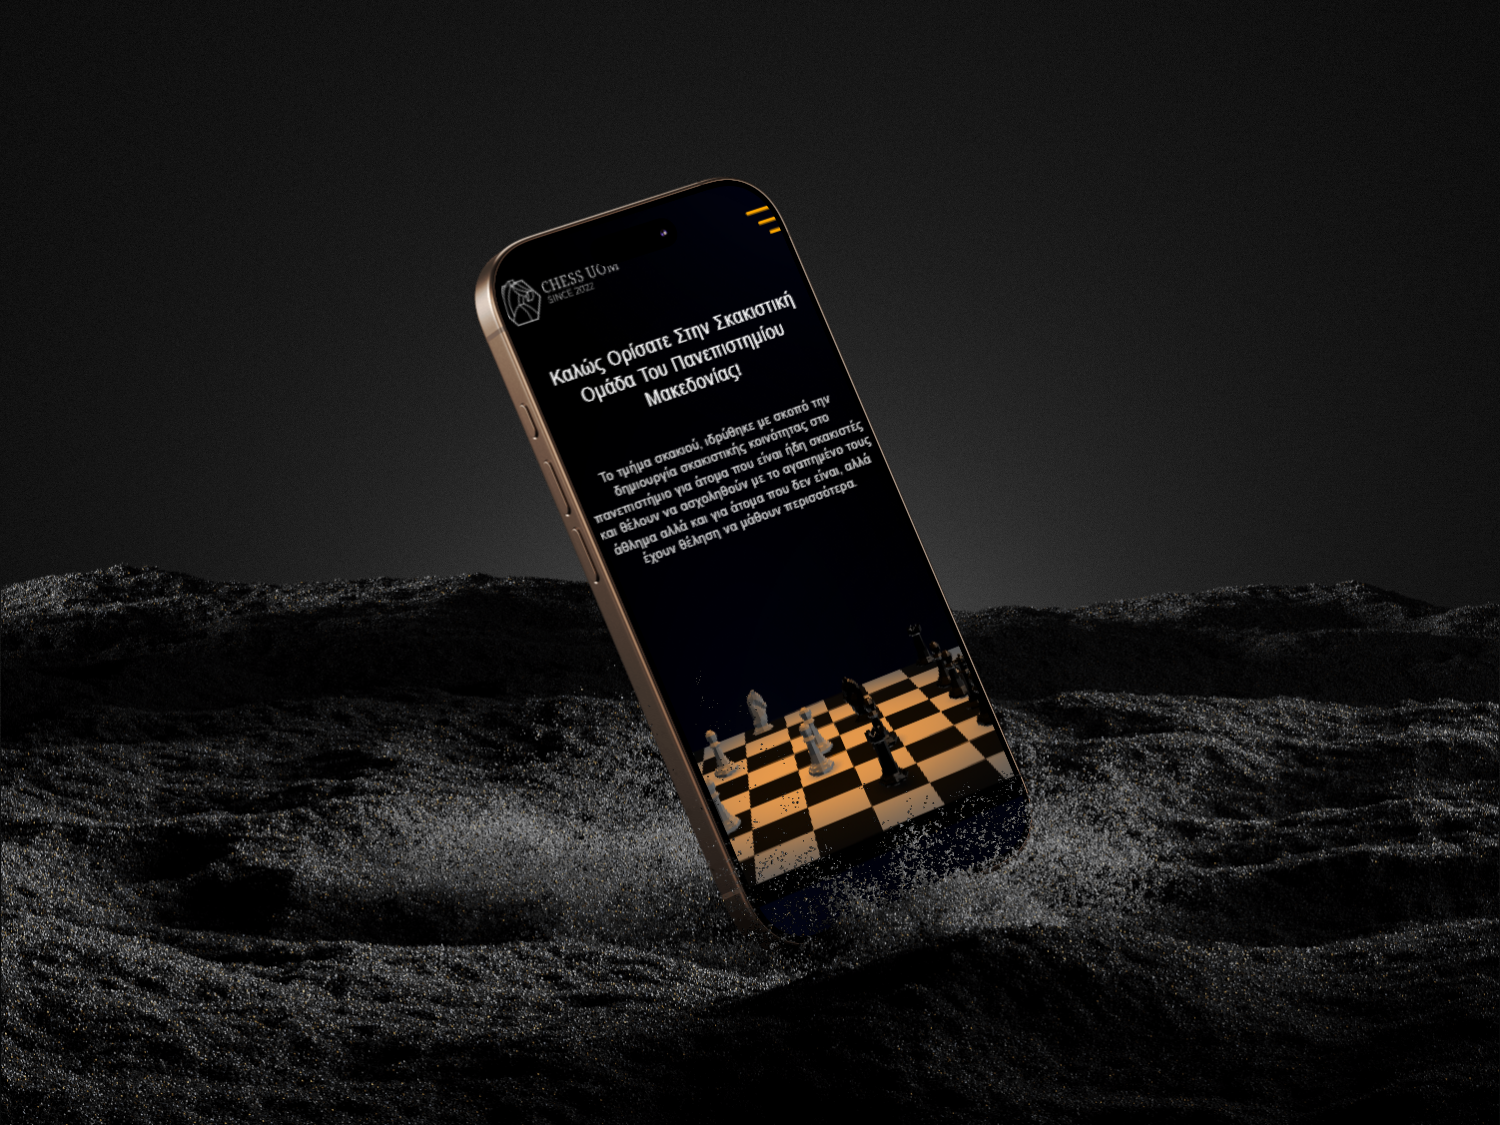 CHESS UOM
SINCE 2022
Καλώς Ορίσατε Στην Σκακιστική
Ομάδα Του Πανεπιστημίου
Μακεδονίας!
Το τμήμα σκακιού, ιδρύθηκε με σκοπό την
δημιουργία σκακιστικής κοινότητας στο
πανεπιστήμιο για άτομα που είναι ήδη σκακιστές
και θέλουν να ασχοληθούν με το αγαπημένο τους
άθλημα αλλά και για άτομα που δεν είναι, αλλά
έχουν θέληση να μάθουν περισσότερα.